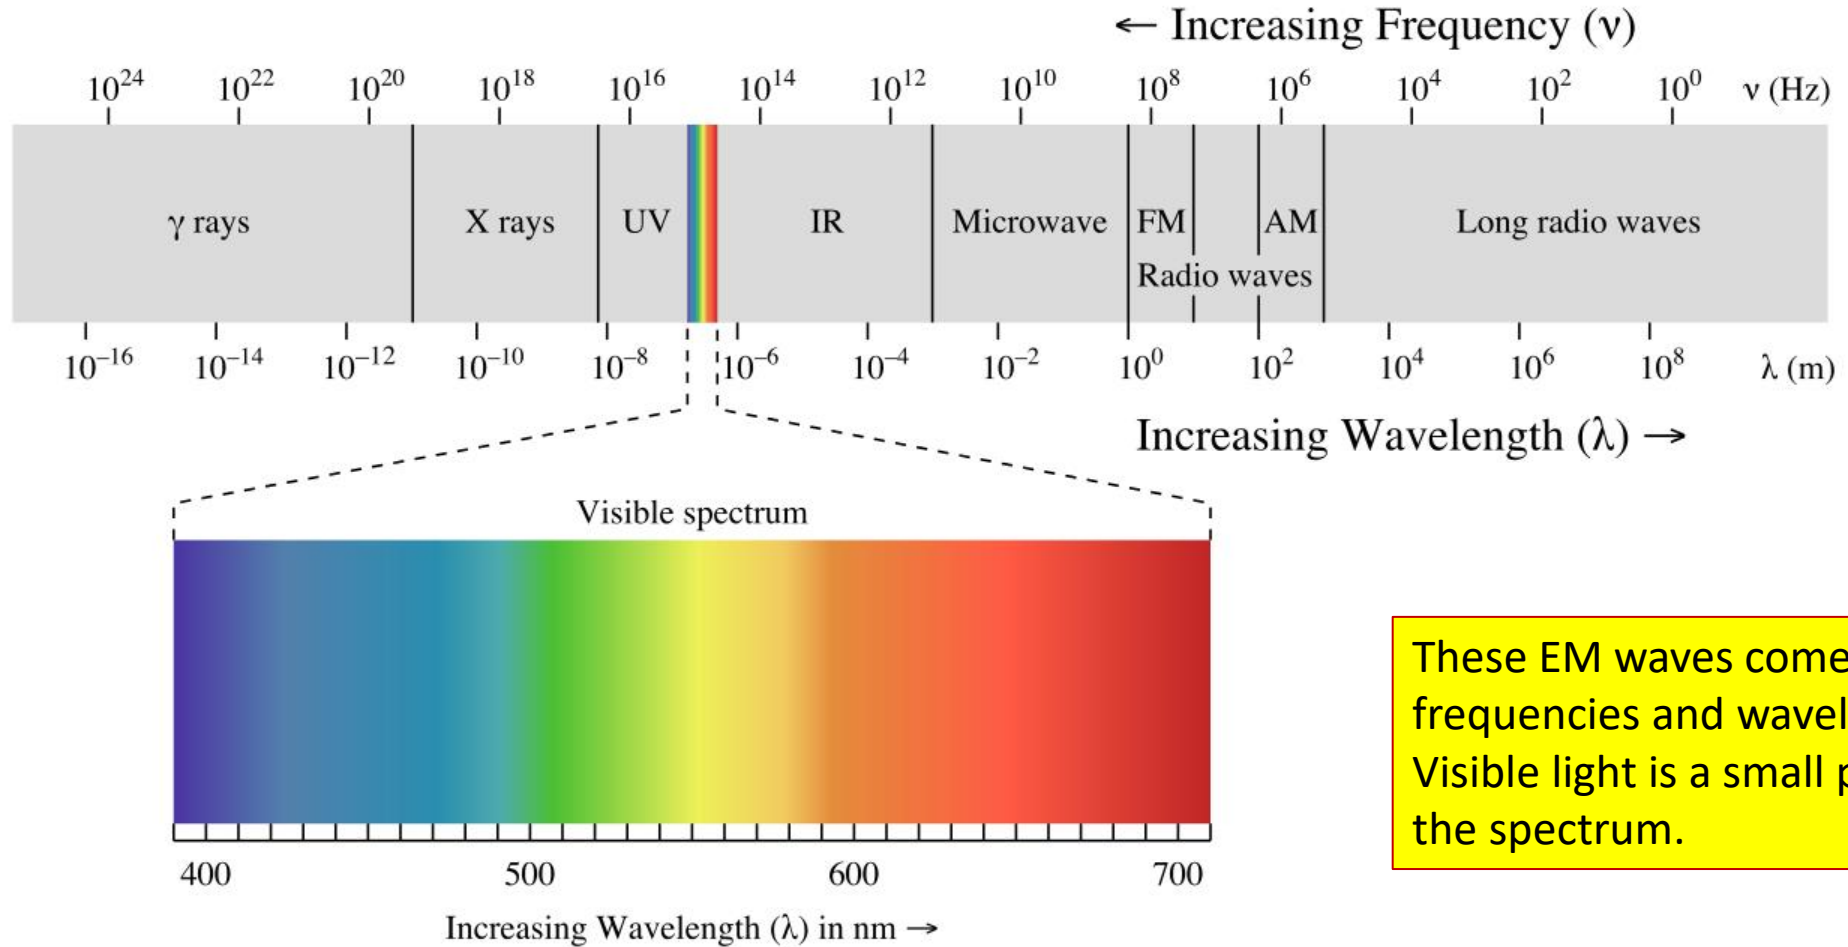 ← Increasing Frequency (ν)
10²⁴ 10²² 10²⁰ 10¹⁸ 10¹⁶ 10¹⁴ 10¹² 10¹⁰ 10⁸ 10⁶ 10⁴ 10² 10⁰ ν (Hz)
γ rays X rays UV IR Microwave FM AM Long radio waves
Radio waves
10⁻¹⁶ 10⁻¹⁴ 10⁻¹² 10⁻¹⁰ 10⁻⁸ 10⁻⁶ 10⁻⁴ 10⁻² 10⁰ 10² 10⁴ 10⁶ 10⁸ λ (m)
Increasing Wavelength (λ) →
Visible spectrum
400 500 600 700
Increasing Wavelength (λ) in nm →
These EM waves come
frequencies and
Visible light is a small
the spectrum.